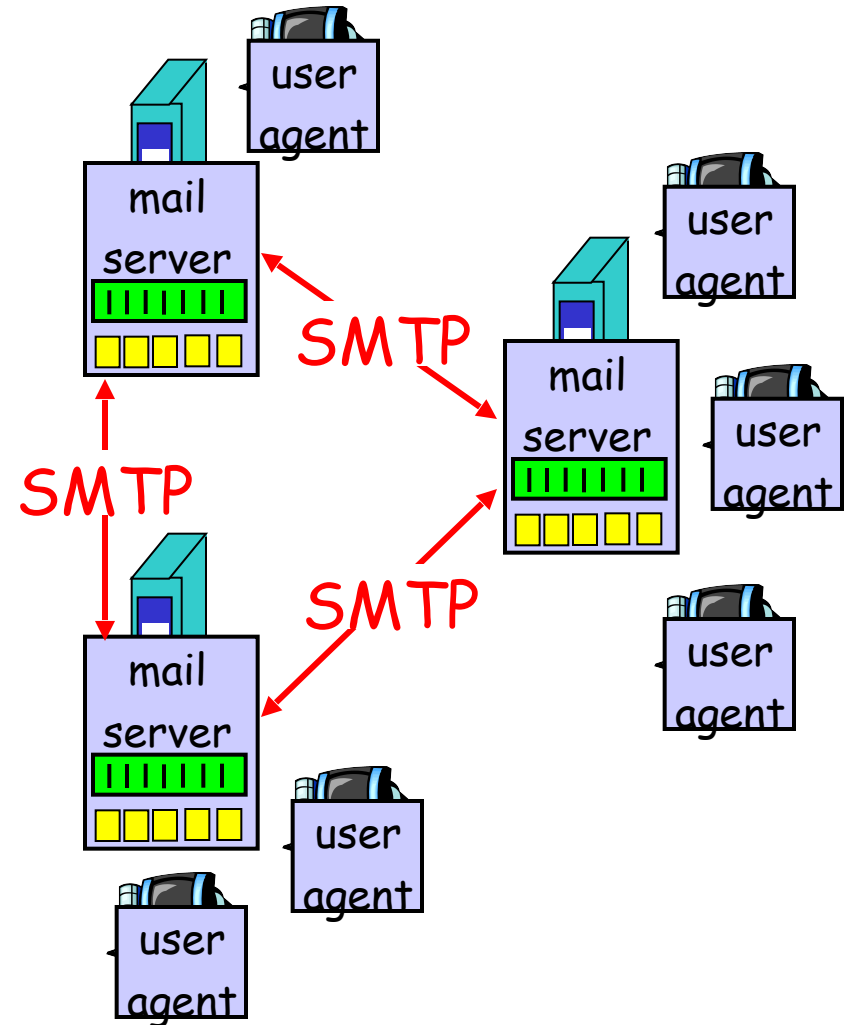 user
agent
mail
server
user
agent
SMTP
mail
server
user
agent
SMTP
SMTP
user
agent
mail
server
user
agent
user
agent